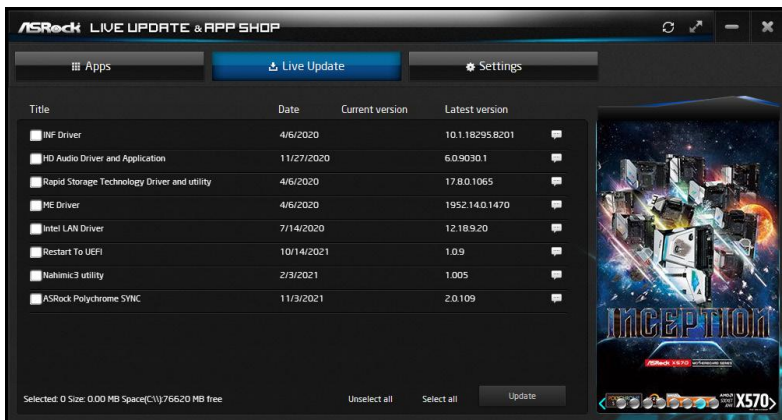 ASRock LIVE UPDATE & APP SHOP
Apps Live Update Settings
Title Date Current version Latest version
INF Driver 4/6/2020 10.1.18295.8201
HD Audio Driver and Application 11/27/2020 6.0.9030.1
Rapid Storage Technology Driver and utility 4/6/2020 17.8.0.1065
ME Driver 4/6/2020 1952.14.0.1470
Intel LAN Driver 7/14/2020 12.18.9.20
Restart To UEFI 10/14/2021 1.0.9
Nahimic3 utility 2/3/2021 1.005
ASRock Polychrome SYNC 11/3/2021 2.0.109
Selected: 0 Size: 0.00 MB Space(C:\\):76620 MB free Unselect all Select all Update
INCEPTION
ASRock X570 MOTHERBOARD SERIES
X570